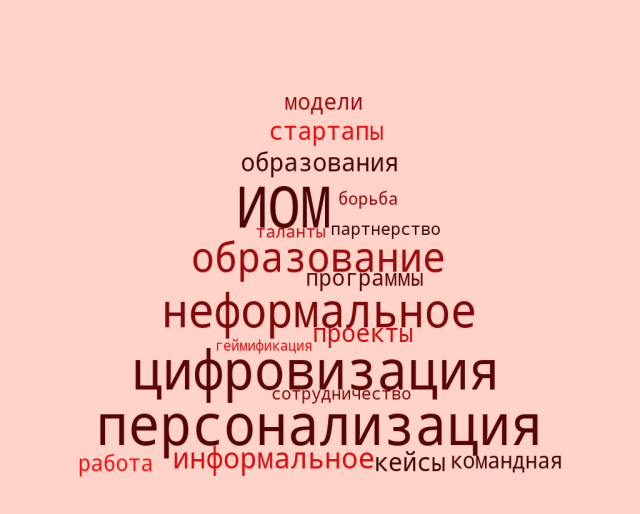 модели
стартапы
образования
ИОМ
борьба
таланты
партнерство
образование
программы
неформальное
проекты
геймификация
цифровизация
сотрудничество
персонализация
работа
информальное
кейсы
командная